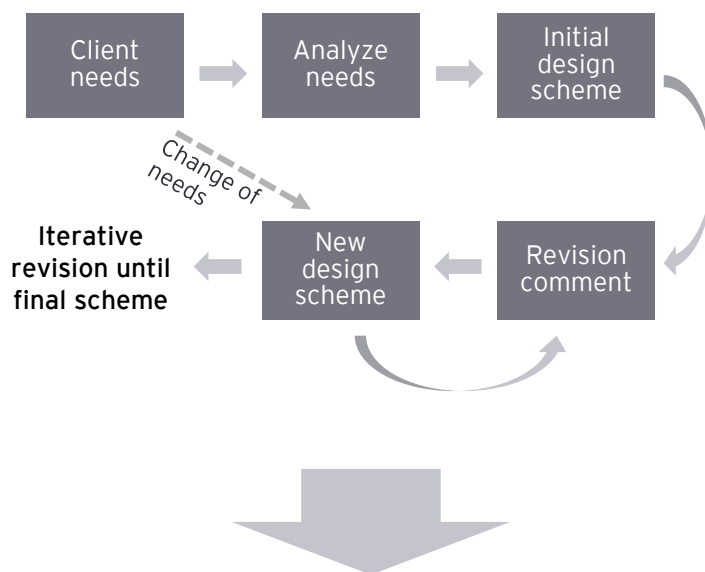 Client
needs
Analyze
needs
Initial
design
scheme
Change of
needs
Iterative
revision until
final scheme
New
design
scheme
Revision
comment